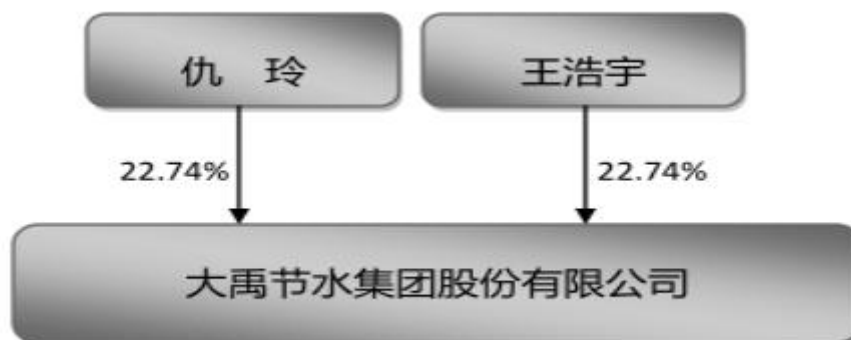 仇 玲
王浩宇
22.74%
22.74%
大禹节水集团股份有限公司